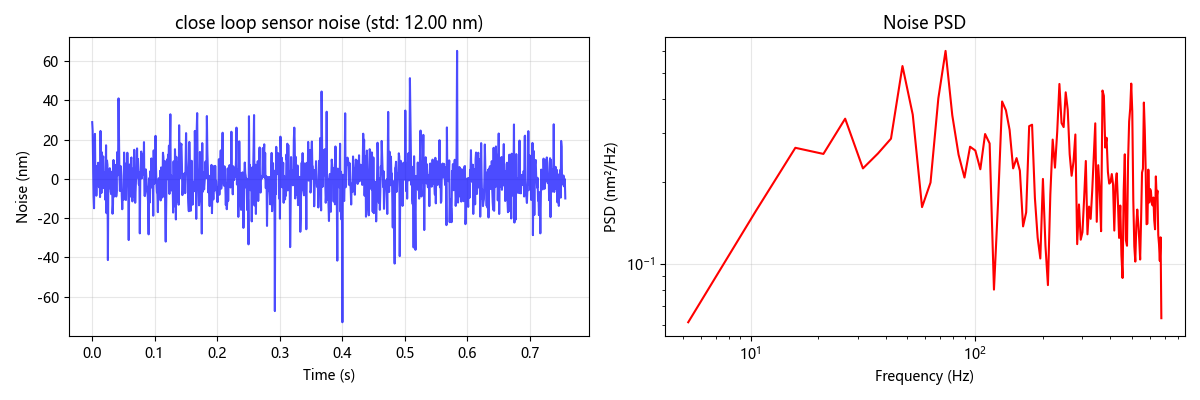 close loop sensor noise (std: 12.00 nm)
Noise (nm)
60
40
20
0
-20
-40
-60
0.0 0.1 0.2 0.3 0.4 0.5 0.6 0.7
Time (s)
Noise PSD
PSD (nm²/Hz)
10⁻¹
10¹ 10²
Frequency (Hz)